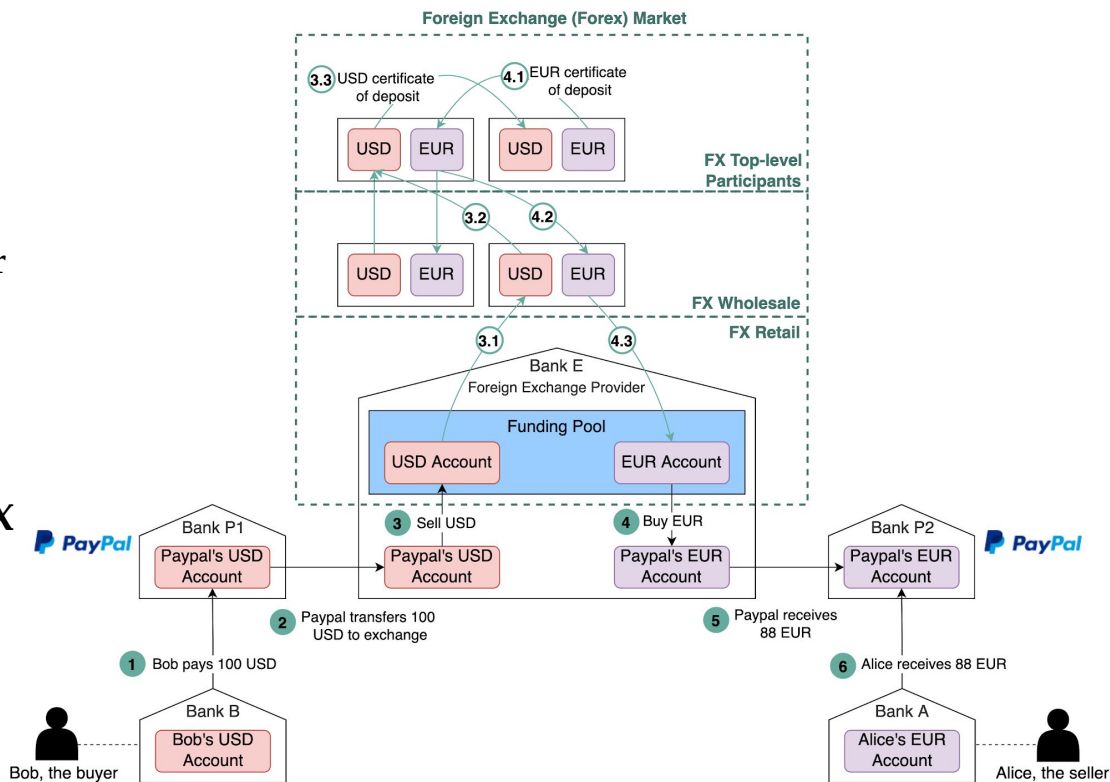 Foreign Exchange (Forex) Market
3.3 USD certificate
of deposit
4.1 EUR certificate
of deposit
USD EUR USD EUR
FX Top-level
Participants
3.2 4.2
USD EUR USD EUR
FX Wholesale
FX Retail
3.1 4.3
Bank E
Foreign Exchange Provider
Funding Pool
USD Account EUR Account
3 Sell USD 4 Buy EUR
r
x
PayPal
Bank P1
Paypal's USD
Account
Paypal's USD
Account
Paypal's EUR
Account
Bank P2
Paypal's EUR
Account
PayPal
2 Paypal transfers 100
USD to exchange
5 Paypal receives
88 EUR
1 Bob pays 100 USD
6 Alice receives 88 EUR
Bank B
Bob's USD
Account
Bob, the buyer
Bank A
Alice's EUR
Account
Alice, the seller